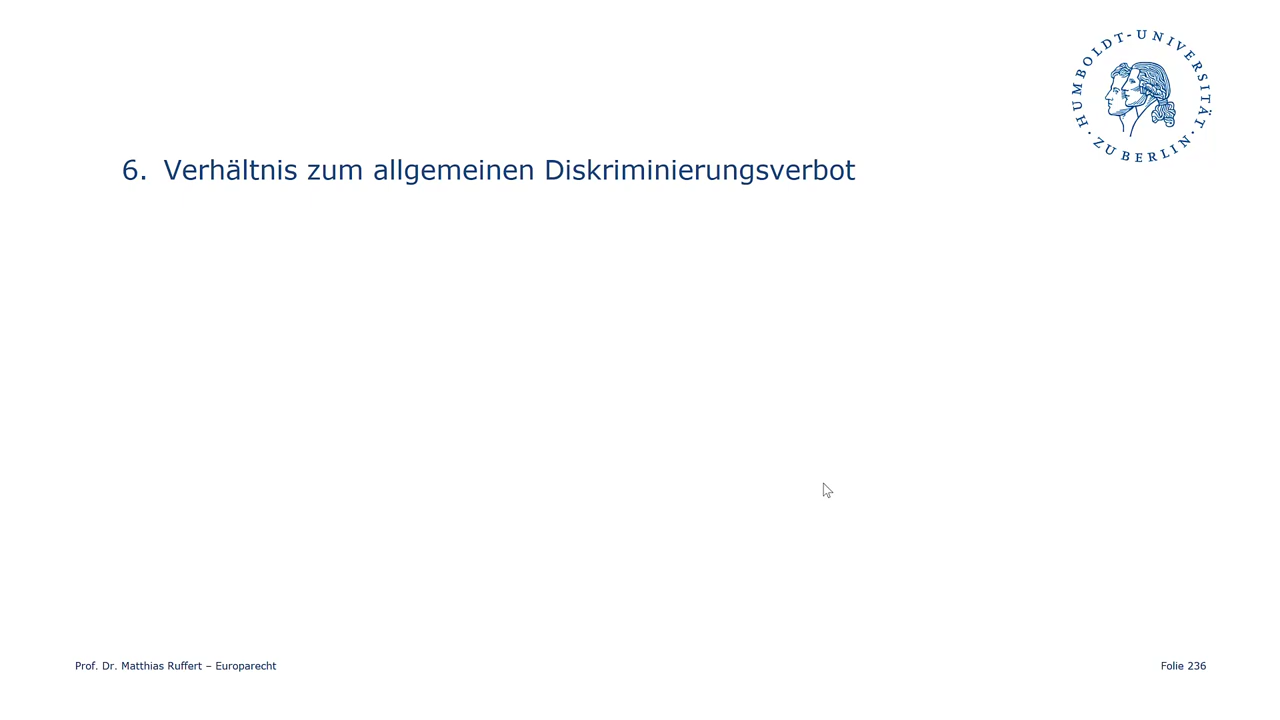 HUMBOLDT-UNIVERSITÄT · ZU BERLIN ·
6. Verhältnis zum allgemeinen Diskriminierungsverbot
Prof. Dr. Matthias Ruffert – Europarecht
Folie 236